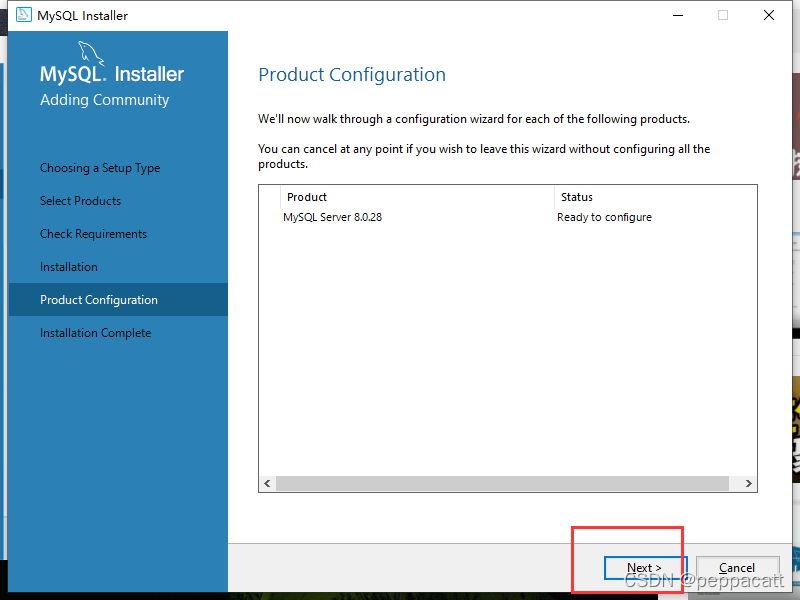 MySQL Installer
MySQL. Installer
Adding Community
Choosing a Setup Type
Select Products
Check Requirements
Installation
Product Configuration
Installation Complete
Product Configuration
We'll now walk through a configuration wizard for each of the following products.
You can cancel at any point if you wish to leave this wizard without configuring all the
products.
Product Status
MySQL Server 8.0.28 Ready to configure
Next > Cancel
CSDN @peppacatt